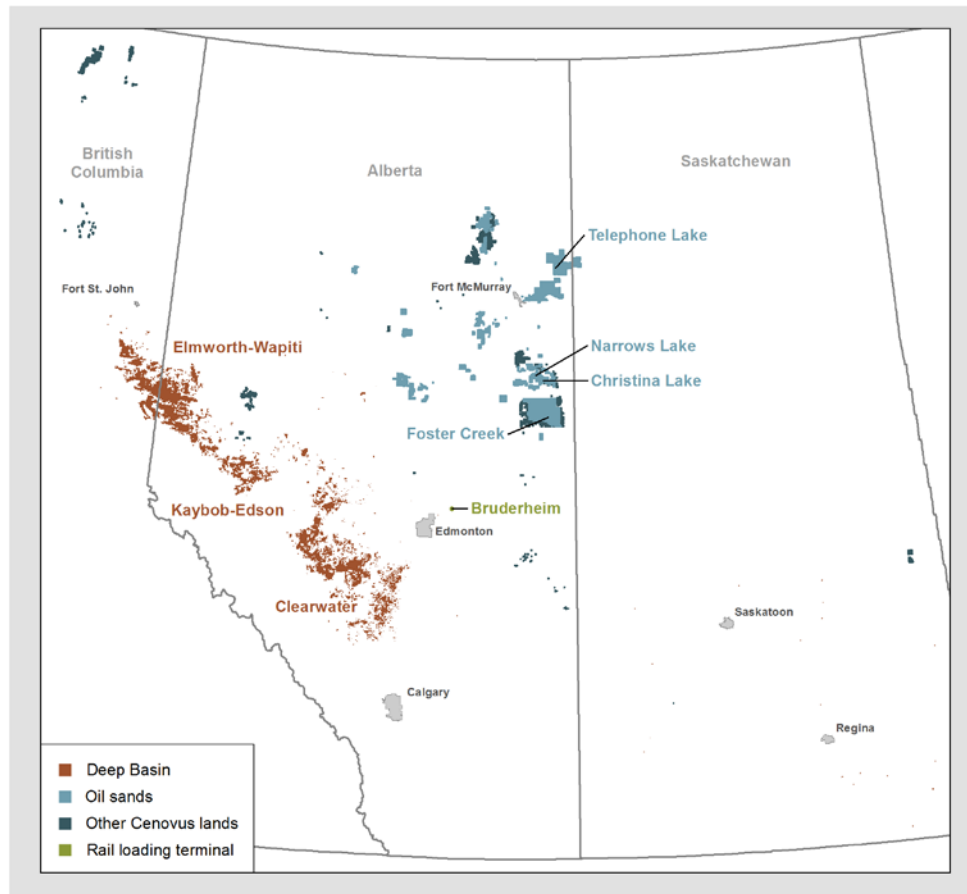 British
Columbia
Alberta
Saskatchewan
Telephone Lake
Fort St. John
Fort McMurray
Elmworth-Wapiti
Narrows Lake
Christina Lake
Foster Creek
Kaybob-Edson
Bruderheim
Edmonton
Clearwater
Saskatoon
Calgary
Regina
Deep Basin
Oil sands
Other Cenovus lands
Rail loading terminal